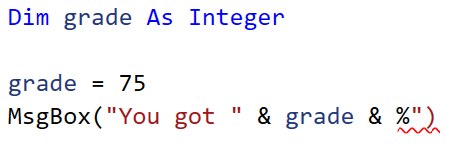 Dim grade As Integer
grade = 75
MsgBox("You got " & grade & %")